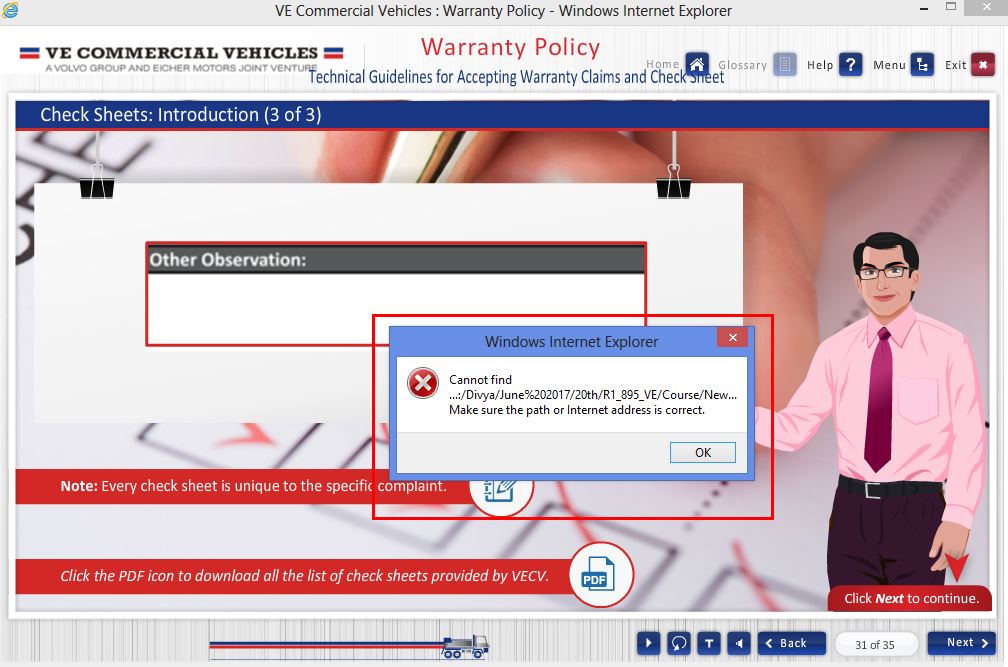 VE Commercial Vehicles : Warranty Policy - Windows Internet Explorer
VE COMMERCIAL VEHICLES
A VOLVO GROUP AND EICHER MOTORS JOINT VENTURE
Warranty Policy
Technical Guidelines for Accepting Warranty Claims and Check Sheet
Home
Glossary
Help ?
Menu
Exit
Check Sheets: Introduction (3 of 3)
Other Observation:
Windows Internet Explorer
Cannot find
...:/Divya/June%202017/20th/R1_895_VE/Course/New...
Make sure the path or Internet address is correct.
OK
Note: Every check sheet is unique to the specific complaint.
Click the PDF icon to download all the list of check sheets provided by VECV.
PDF
Click Next to continue.
T
Back
31 of 35
Next